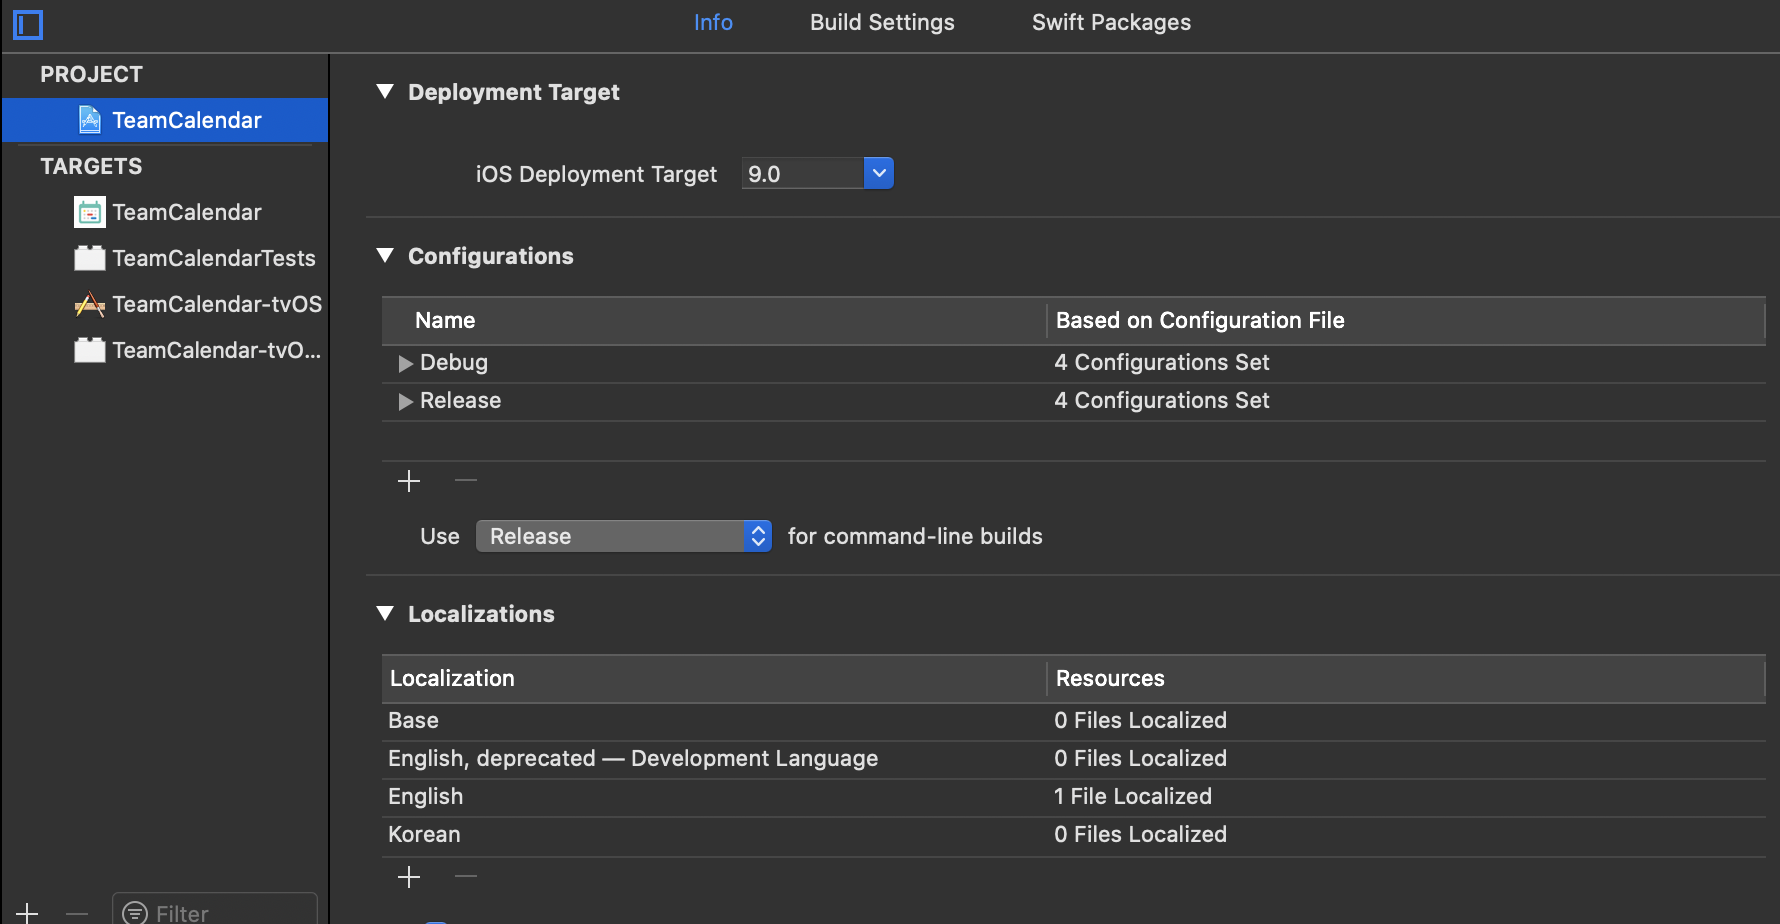 Info Build Settings Swift Packages
PROJECT
TeamCalendar
TARGETS
TeamCalendar
TeamCalendarTests
TeamCalendar-tvOS
TeamCalendar-tvO...
Filter
Deployment Target
iOS Deployment Target 9.0
Configurations
Name Based on Configuration File
Debug 4 Configurations Set
Release 4 Configurations Set
Use Release for command-line builds
Localizations
Localization Resources
Base 0 Files Localized
English, deprecated — Development Language 0 Files Localized
English 1 File Localized
Korean 0 Files Localized